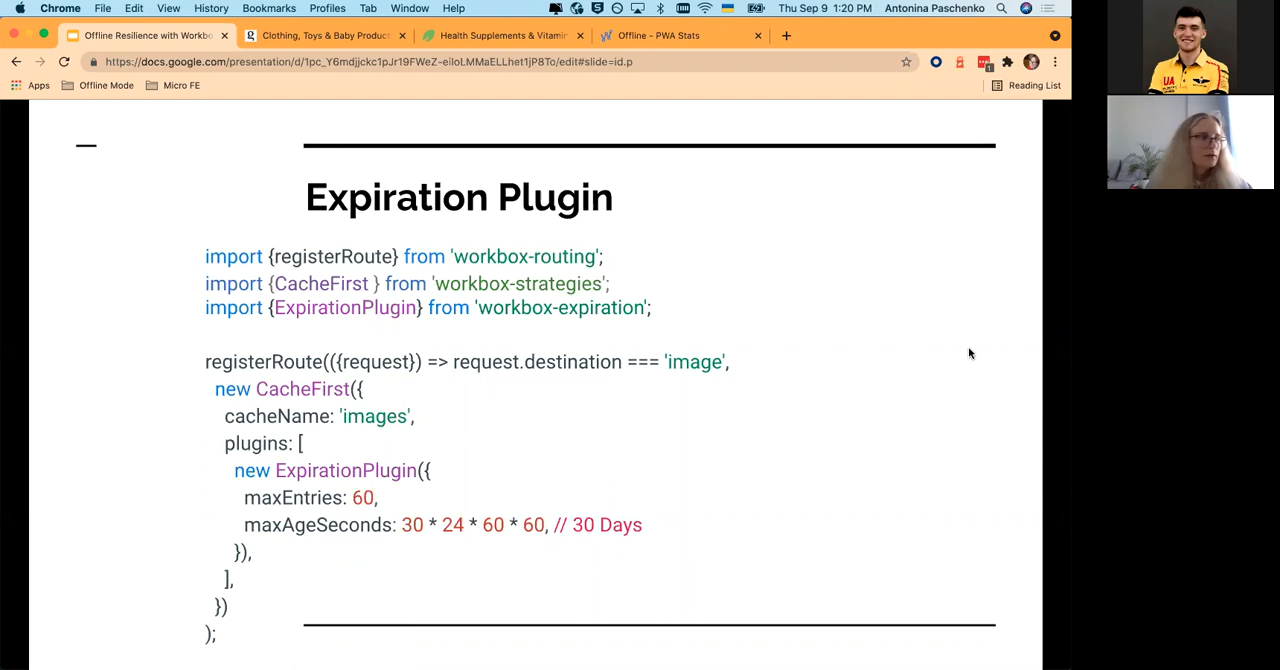 Chrome File Edit View History Bookmarks Profiles Tab Window Help Thu Sep 9 1:20 PM Antonina Paschenko
Offline Resilience with Workbo Clothing, Toys & Baby Product Health Supplements & Vitamin Offline - PWA Stats
https://docs.google.com/presentation/d/1pc_Y6mdjjckc1pJr19FWeZ-eiloLMMaELLhet1jP8To/edit#slide=id.p
Apps Offline Mode Micro FE Reading List
Expiration Plugin
import {registerRoute} from 'workbox-routing';
import {CacheFirst } from 'workbox-strategies';
import {ExpirationPlugin} from 'workbox-expiration';
registerRoute(({request}) => request.destination === 'image',
new CacheFirst({
cacheName: 'images',
plugins: [
new ExpirationPlugin({
maxEntries: 60,
maxAgeSeconds: 30 * 24 * 60 * 60, // 30 Days
}),
],
})
);
UA